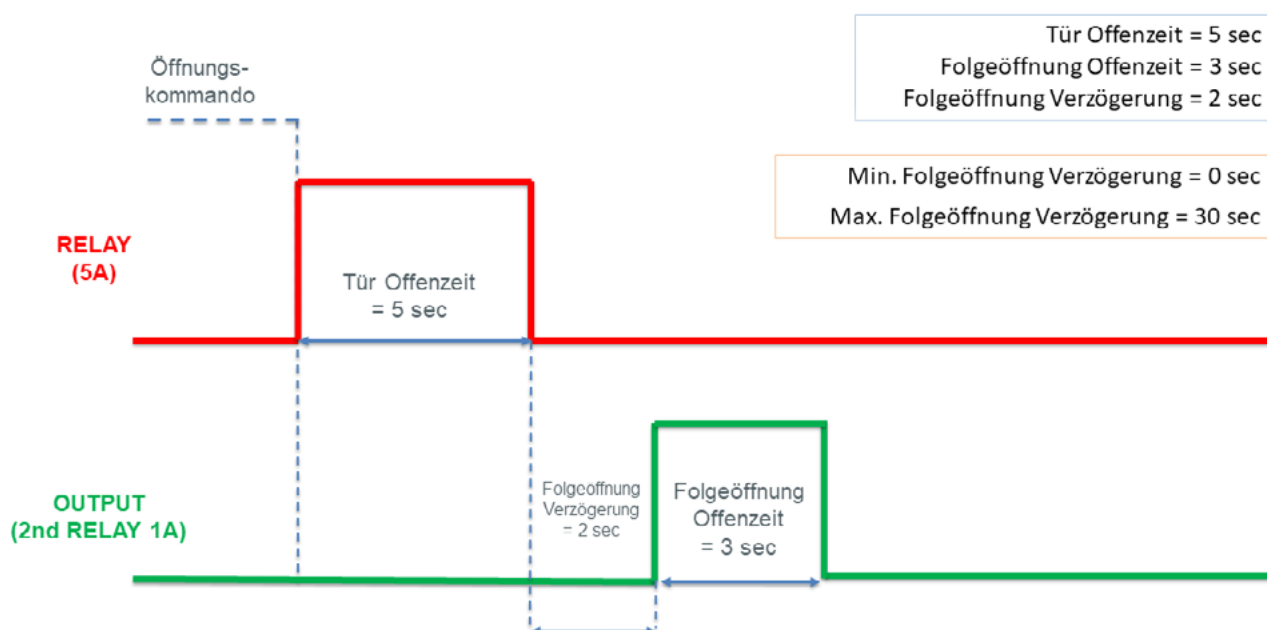 Tür Offenzeit = 5 sec
Folgeöffnung Offenzeit = 3 sec
Folgeöffnung Verzögerung = 2 sec
Öffnungs-
kommando
Min. Folgeöffnung Verzögerung = 0 sec
Max. Folgeöffnung Verzögerung = 30 sec
RELAY
(5A)
Tür Offenzeit
= 5 sec
OUTPUT
(2nd RELAY 1A)
Folgeöffnung
Verzögerung
= 2 sec
Folgeöffnung
Offenzeit
= 3 sec